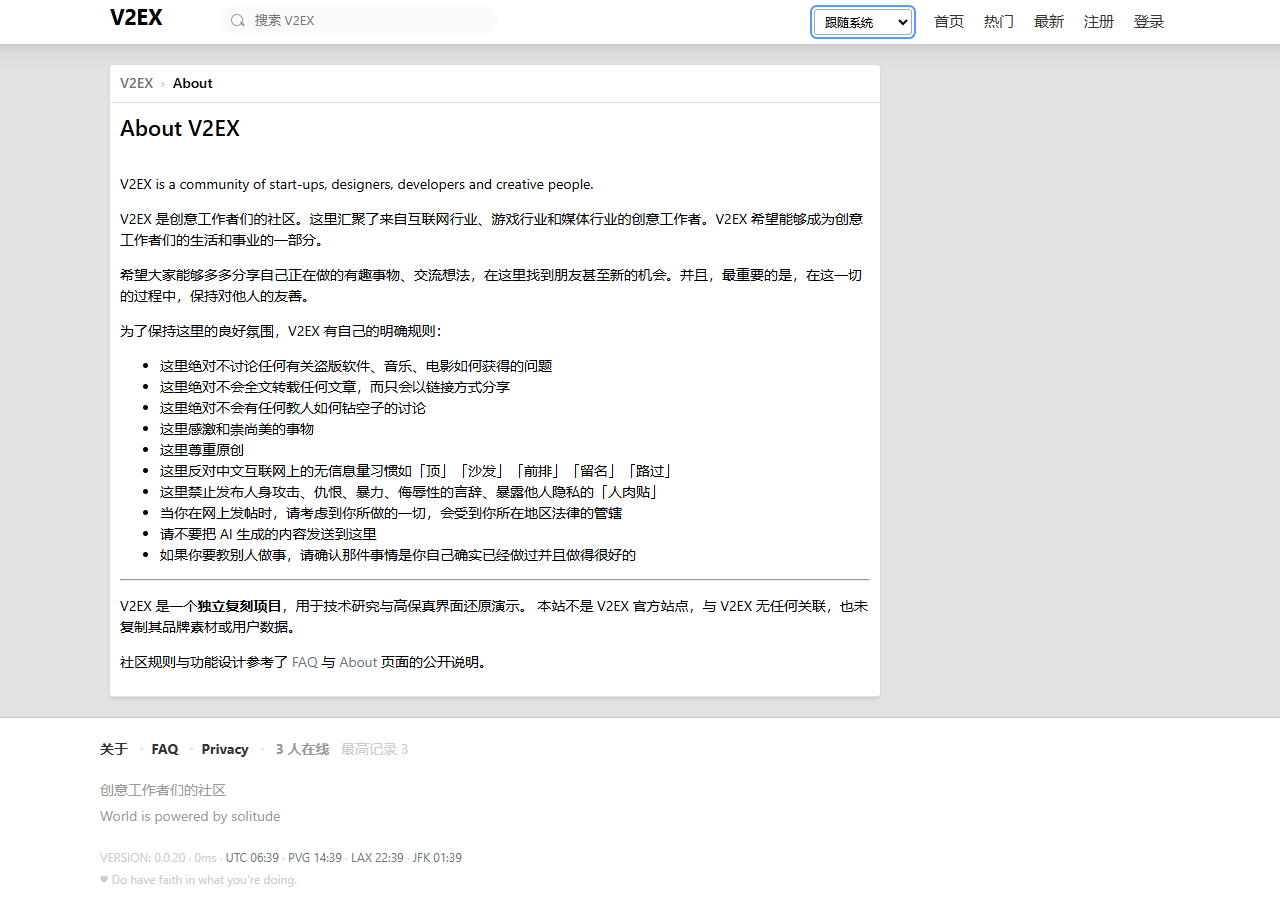 V2EX
搜索 V2EX
跟随系统
首页 热门 最新 注册 登录
V2EX › About
About V2EX
V2EX is a community of start-ups, designers, developers and creative people.
V2EX 是创意工作者们的社区。这里汇聚了来自互联网行业、游戏行业和媒体行业的创意工作者。V2EX 希望能够成为创意
工作者们的生活和事业的一部分。
希望大家能够多多分享自己正在做的有趣事物、交流想法，在这里找到朋友甚至新的机会。并且，最重要的是，在这一切
的过程中，保持对他人的友善。
为了保持这里的良好氛围，V2EX 有自己的明确规则：
• 这里绝对不讨论任何有关盗版软件、音乐、电影如何获得的问题
• 这里绝对不会全文转载任何文章，而只会以链接方式分享
• 这里绝对不会有任何教人如何钻空子的讨论
• 这里感激和崇尚美的事物
• 这里尊重原创
• 这里反对中文互联网上的无信息量习惯如「顶」「沙发」「前排」「留名」「路过」
• 这里禁止发布人身攻击、仇恨、暴力、侮辱性的言辞、暴露他人隐私的「人肉贴」
• 当你在网上发帖时，请考虑到你所做的一切，会受到你所在地区法律的管辖
• 请不要把 AI 生成的内容发送到这里
• 如果你要教别人做事，请确认那件事情是你自己确实已经做过并且做得很好的
V2EX 是一个独立复刻项目，用于技术研究与高保真界面还原演示。 本站不是 V2EX 官方站点，与 V2EX 无任何关联，也未
复制其品牌素材或用户数据。
社区规则与功能设计参考了 FAQ 与 About 页面的公开说明。
关于 · FAQ · Privacy · 3 人在线 最高记录 3
创意工作者们的社区
World is powered by solitude
VERSION: 0.0.20 · 0ms · UTC 06:39 · PVG 14:39 · LAX 22:39 · JFK 01:39
♥ Do have faith in what you're doing.